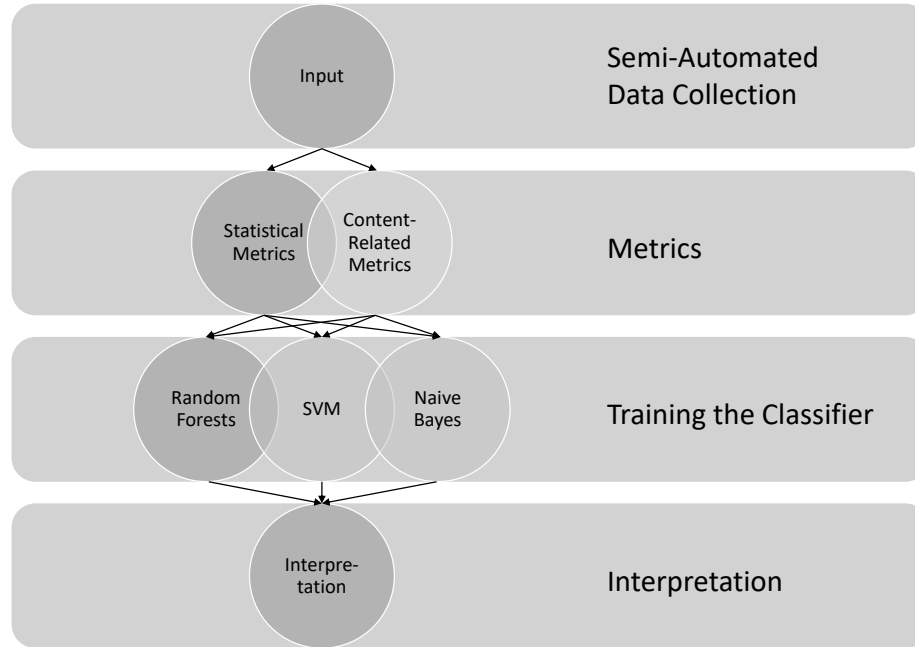 Input
Semi-Automated
Data Collection
Statistical
Metrics
Content-
Related
Metrics
Metrics
Random
Forests
SVM
Naive
Bayes
Training the Classifier
Interpre-
tation
Interpretation